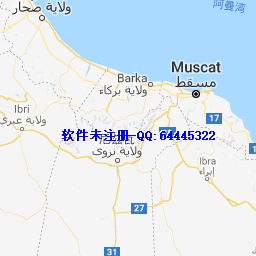 阿曼湾
ولاية صحار
Barka
ولاية بركاء
Muscat
مسقط
Ibri
ولاية عبري
17
软件未注册-QQ:64445322
ولاية نزوى
Ibra
إبراء
21
27
31